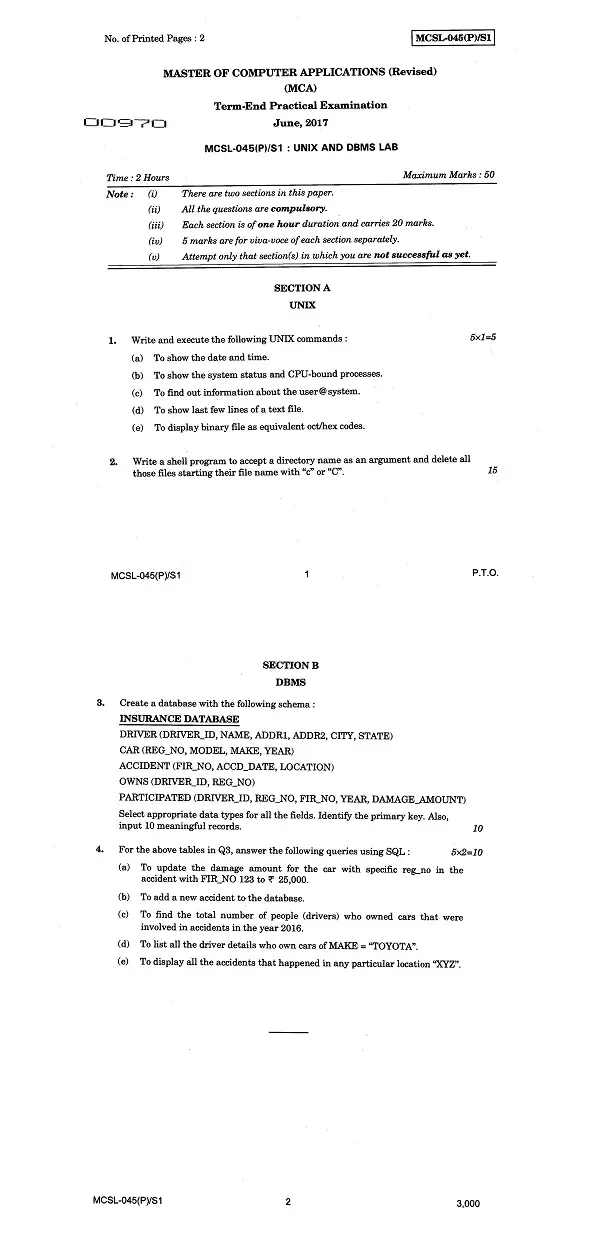 No. of Printed Pages : 2
MCSL-045(P)/S1
MASTER OF COMPUTER APPLICATIONS (Revised)
(MCA)
Term-End Practical Examination
00970
June, 2017
MCSL-045(P)/S1 : UNIX AND DBMS LAB
Time : 2 Hours
Maximum Marks : 50
Note : (i) There are two sections in this paper.
(ii) All the questions are compulsory.
(iii) Each section is of one hour duration and carries 20 marks.
(iv) 5 marks are for viva-voce of each section separately.
(v) Attempt only that section(s) in which you are not successful as yet.
SECTION A
UNIX
1. Write and execute the following UNIX commands : 5×1=5
(a) To show the date and time.
(b) To show the system status and CPU-bound processes.
(c) To find out information about the user@system.
(d) To show last few lines of a text file.
(e) To display binary file as equivalent oct/hex codes.
2. Write a shell program to accept a directory name as an argument and delete all
those files starting their file name with "c" or "C". 15
MCSL-045(P)/S1 1 P.T.O.
SECTION B
DBMS
3. Create a database with the following schema :
INSURANCE DATABASE
DRIVER (DRIVER_ID, NAME, ADDR1, ADDR2, CITY, STATE)
CAR (REG_NO, MODEL, MAKE, YEAR)
ACCIDENT (FIR_NO, ACCD_DATE, LOCATION)
OWNS (DRIVER_ID, REG_NO)
PARTICIPATED (DRIVER_ID, REG_NO, FIR_NO, YEAR, DAMAGE_AMOUNT)
Select appropriate data types for all the fields. Identify the primary key. Also,
input 10 meaningful records. 10
4. For the above tables in Q3, answer the following queries using SQL : 5×2=10
(a) To update the damage amount for the car with specific reg_no in the
accident with FIR_NO 123 to ₹ 25,000.
(b) To add a new accident to the database.
(c) To find the total number of people (drivers) who owned cars that were
involved in accidents in the year 2016.
(d) To list all the driver details who own cars of MAKE = "TOYOTA".
(e) To display all the accidents that happened in any particular location "XYZ".
MCSL-045(P)/S1 2 3,000